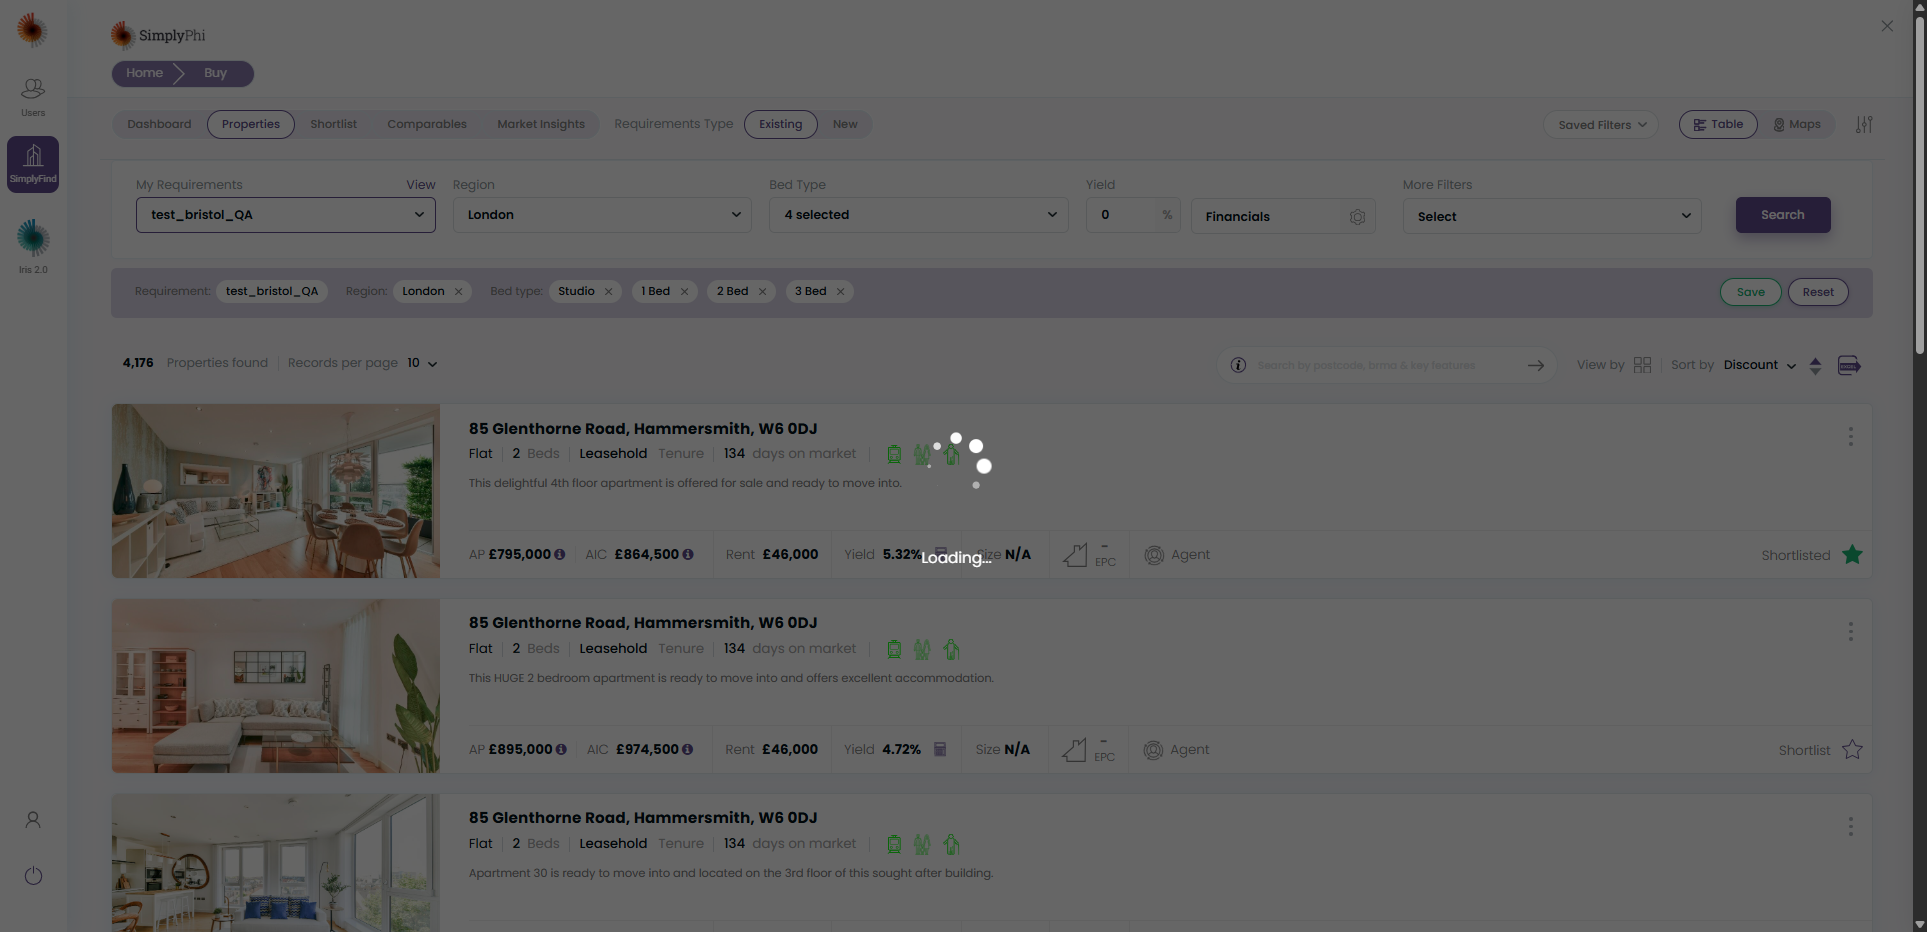 SimplyPhi
Home Buy
Users
SimplyFind
Iris 2.0
Dashboard Properties Shortlist Comparables Market Insights Requirements Type Existing New Saved Filters Table Maps
My Requirements View Region Bed Type Yield More Filters
test_bristol_QA London 4 selected 0 % Financials Select Search
Requirement: test_bristol_QA Region: London Bed type: Studio 1 Bed 2 Bed 3 Bed Save Reset
4,176 Properties found Records per page 10 Search by postcode, brma & key features View by Sort by Discount
85 Glenthorne Road, Hammersmith, W6 0DJ
Flat 2 Beds Leasehold Tenure 134 days on market
This delightful 4th floor apartment is offered for sale and ready to move into.
AP £795,000 AIC £864,500 Rent £46,000 Yield 5.32% Size N/A - EPC Agent Shortlisted
Loading...
85 Glenthorne Road, Hammersmith, W6 0DJ
Flat 2 Beds Leasehold Tenure 134 days on market
This HUGE 2 bedroom apartment is ready to move into and offers excellent accommodation.
AP £895,000 AIC £974,500 Rent £46,000 Yield 4.72% Size N/A - EPC Agent Shortlist
85 Glenthorne Road, Hammersmith, W6 0DJ
Flat 2 Beds Leasehold Tenure 134 days on market
Apartment 30 is ready to move into and located on the 3rd floor of this sought after building.